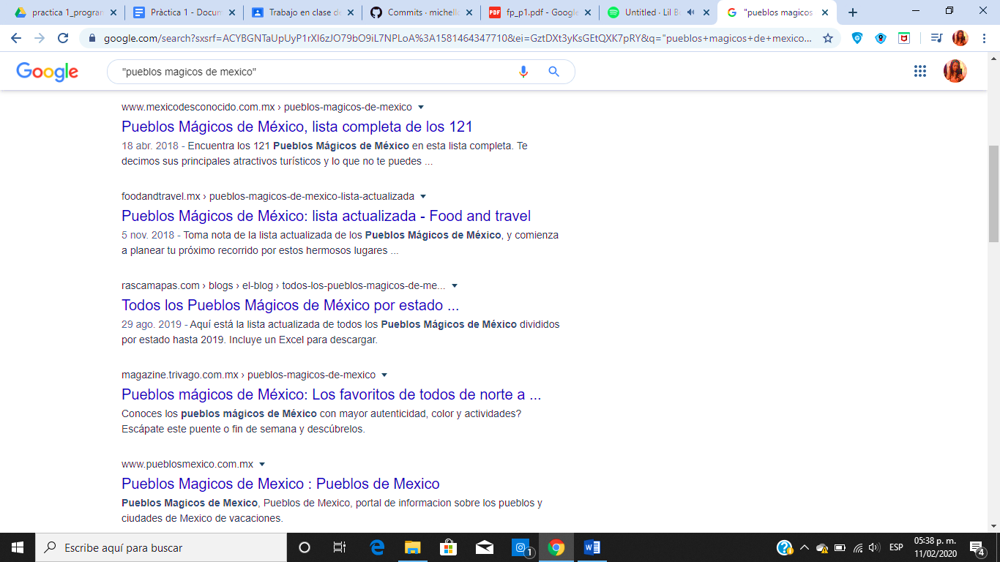 practica 1_progran
Pràctica 1 - Docum
Trabajo en clase de
Commits · michelic
fp_p1.pdf - Google
Untitled - Lil B
"pueblos magicos
google.com/search?sxsrf=ACYBGNTaUpUyP1rXI6zJO79bO9iL7NPLoA%3A1581464347710&ei=GztDXt3yKsGEtQXK7pRY&q="pueblos+magicos+de+mexico...
Google
"pueblos magicos de mexico"
www.mexicodesconocido.com.mx › pueblos-magicos-de-mexico
Pueblos Mágicos de México, lista completa de los 121
18 abr. 2018 - Encuentra los 121 Pueblos Mágicos de México en esta lista completa. Te
decimos sus principales atractivos turísticos y lo que no te puedes ...
foodandtravel.mx › pueblos-magicos-de-mexico-lista-actualizada
Pueblos Mágicos de México: lista actualizada - Food and travel
5 nov. 2018 - Toma nota de la lista actualizada de los Pueblos Mágicos de México, y comienza
a planear tu próximo recorrido por estos hermosos lugares ...
rascamapas.com › blogs › el-blog › todos-los-pueblos-magicos-de-me...
Todos los Pueblos Mágicos de México por estado ...
29 ago. 2019 - Aquí está la lista actualizada de todos los Pueblos Mágicos de México divididos
por estado hasta 2019. Incluye un Excel para descargar.
magazine.trivago.com.mx › pueblos-magicos-de-mexico
Pueblos mágicos de México: Los favoritos de todos de norte a ...
Conoces los pueblos mágicos de México con mayor autenticidad, color y actividades?
Escápate este puente o fin de semana y descúbrelos.
www.pueblosmexico.com.mx
Pueblos Magicos de Mexico : Pueblos de Mexico
Pueblos Magicos de Mexico, Pueblos de Mexico, portal de informacion sobre los pueblos y
ciudades de Mexico de vacaciones.
Escribe aquí para buscar
1
ESP
05:38 p. m.
11/02/2020
4